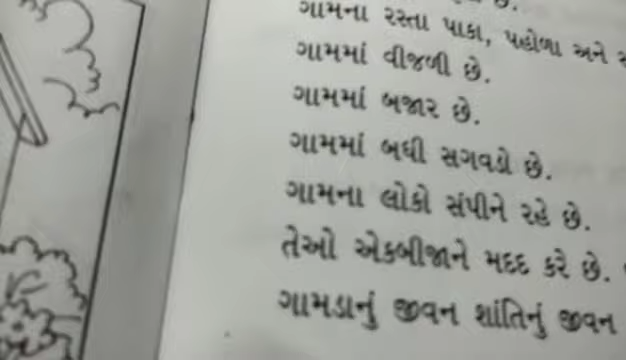 ગામના રસ્તા પાકા, પહોળા અને
ગામમાં વીજળી છે.
ગામમાં બજાર છે.
ગામમાં બધી સગવડો છે.
ગામના લોકો સંપીને રહે છે.
તેઓ એકબીજાને મદદ કરે છે.
ગામડાનું જીવન શાંતિનું જીવન